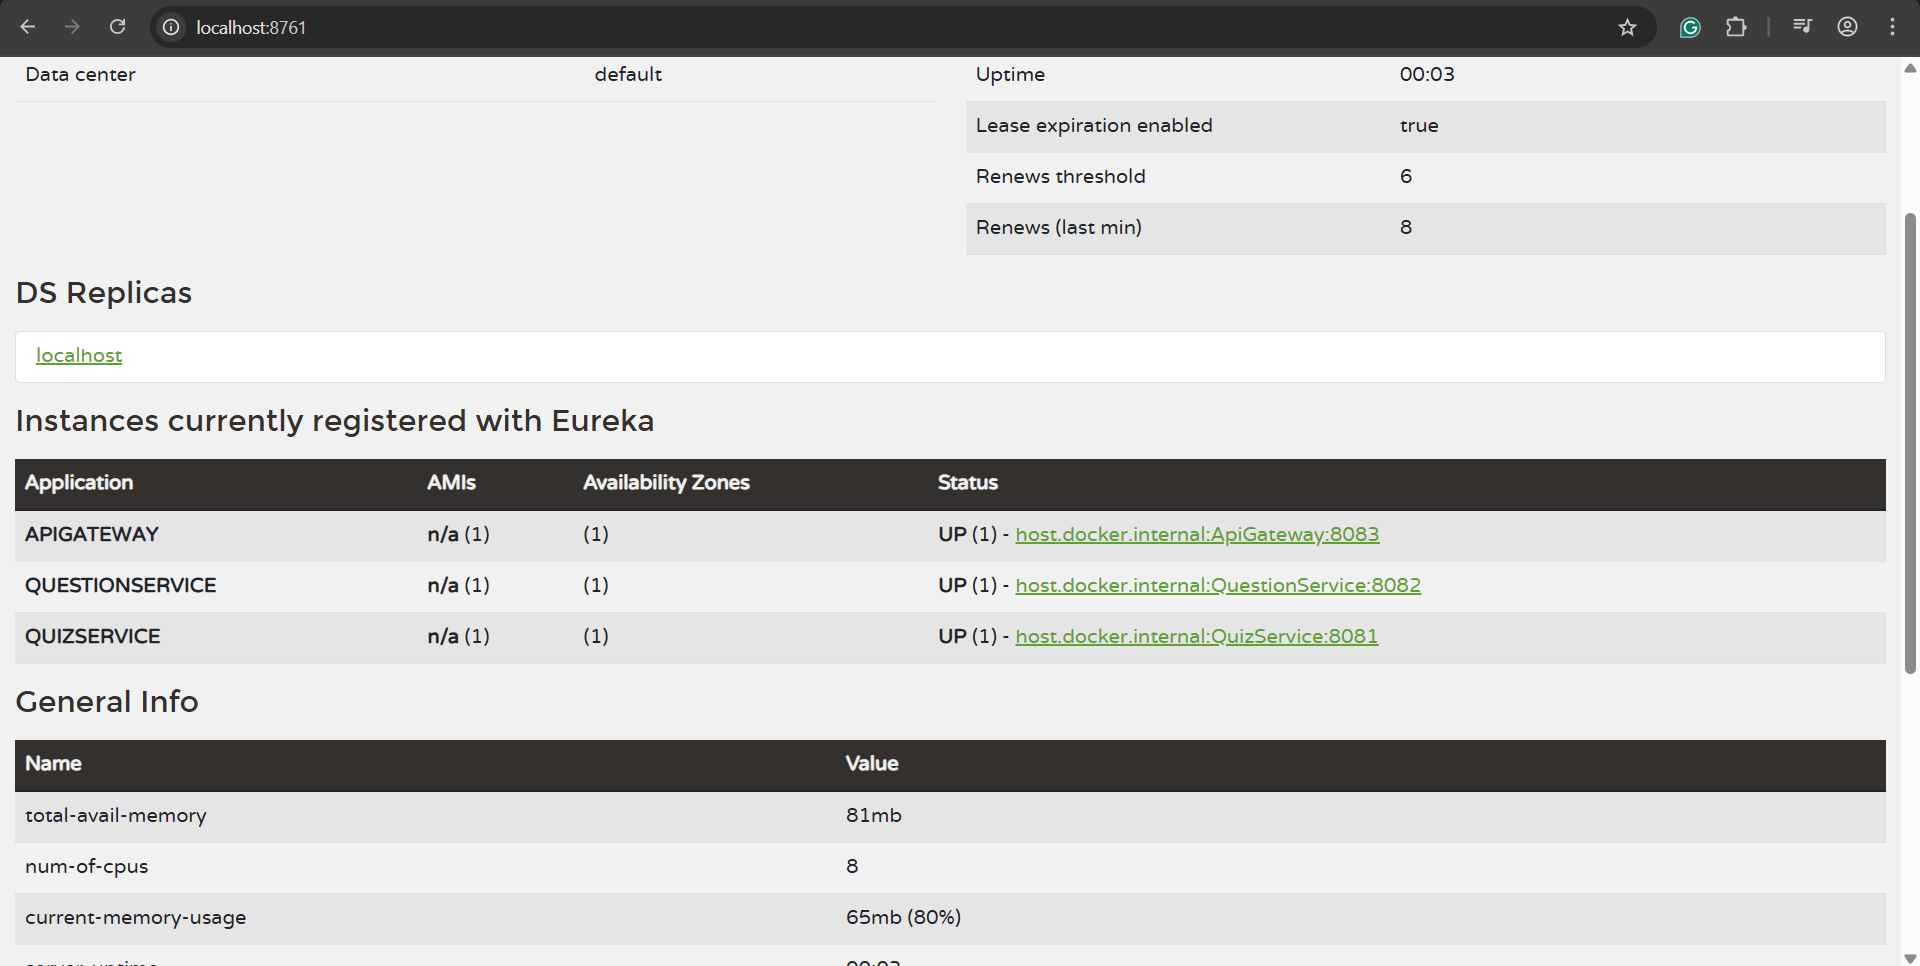 localhost:8761
Data center default
Uptime 00:03
Lease expiration enabled true
Renews threshold 6
Renews (last min) 8
DS Replicas
localhost
Instances currently registered with Eureka
Application AMIs Availability Zones Status
APIGATEWAY n/a (1) (1) UP (1) - host.docker.internal:ApiGateway:8083
QUESTIONSERVICE n/a (1) (1) UP (1) - host.docker.internal:QuestionService:8082
QUIZSERVICE n/a (1) (1) UP (1) - host.docker.internal:QuizService:8081
General Info
Name Value
total-avail-memory 81mb
num-of-cpus 8
current-memory-usage 65mb (80%)
server-uptime 00:03